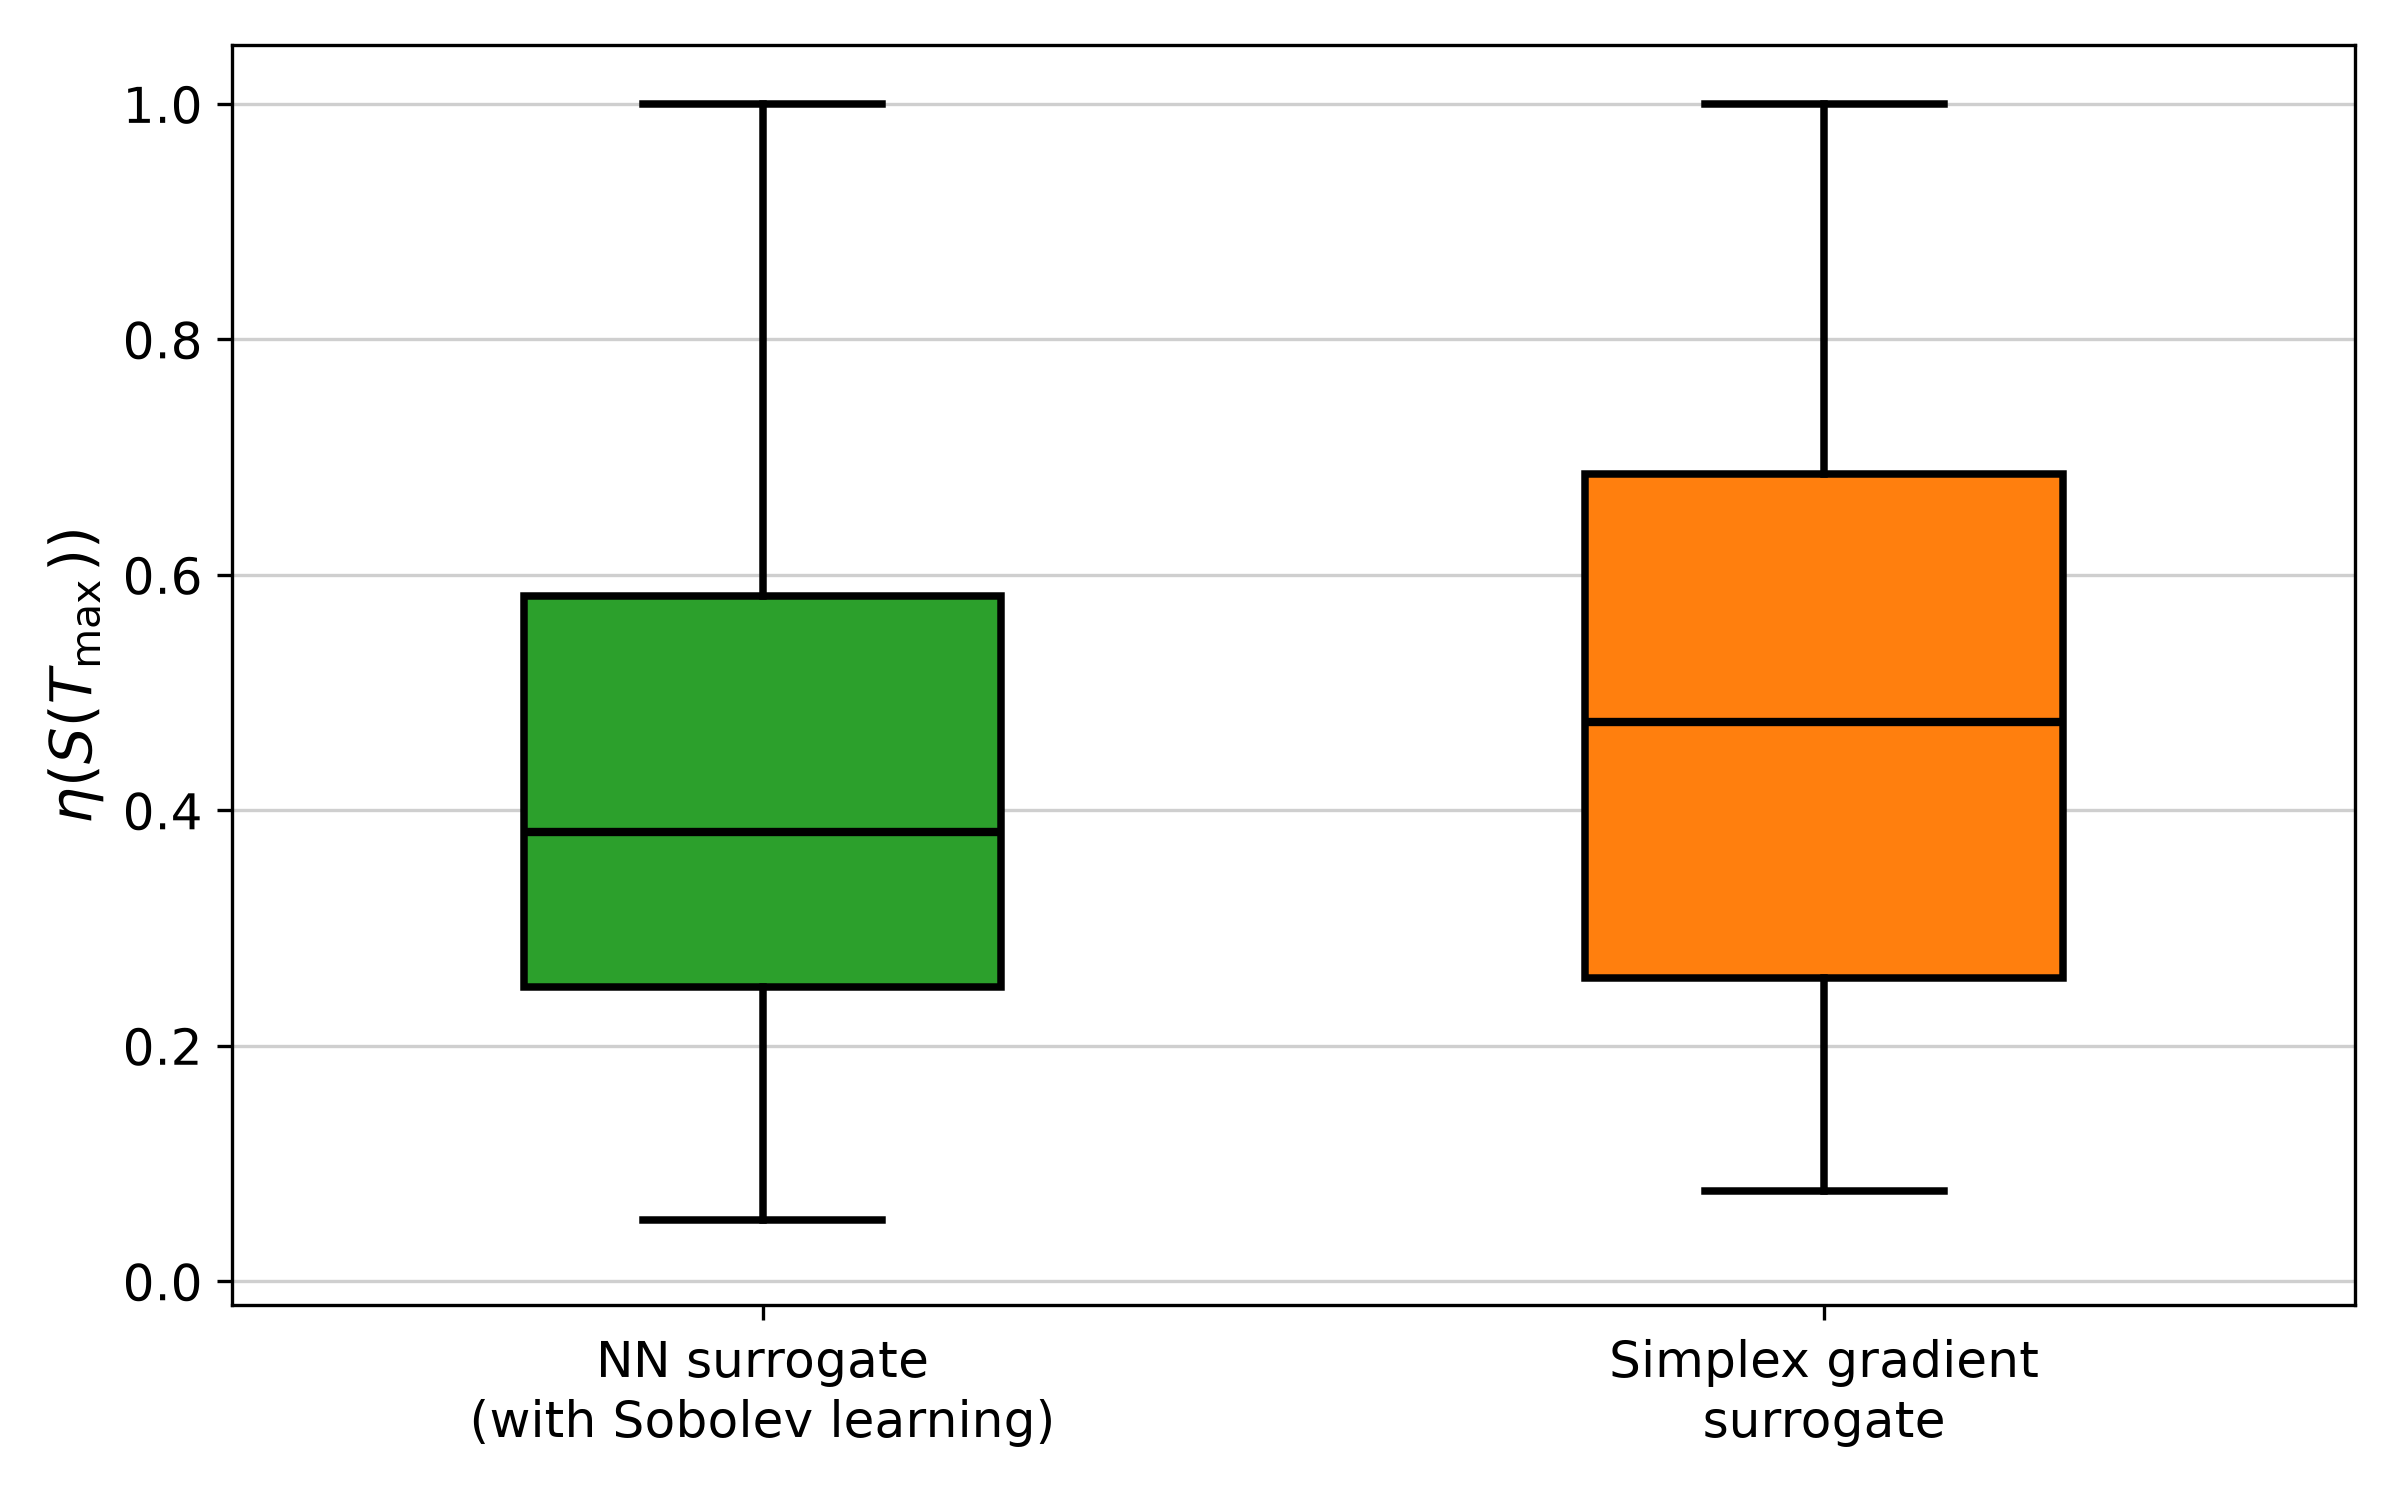 1.0
0.8
0.6
0.4
0.2
0.0
η(S(T_max)))
NN surrogate
(with Sobolev learning)
Simplex gradient
surrogate